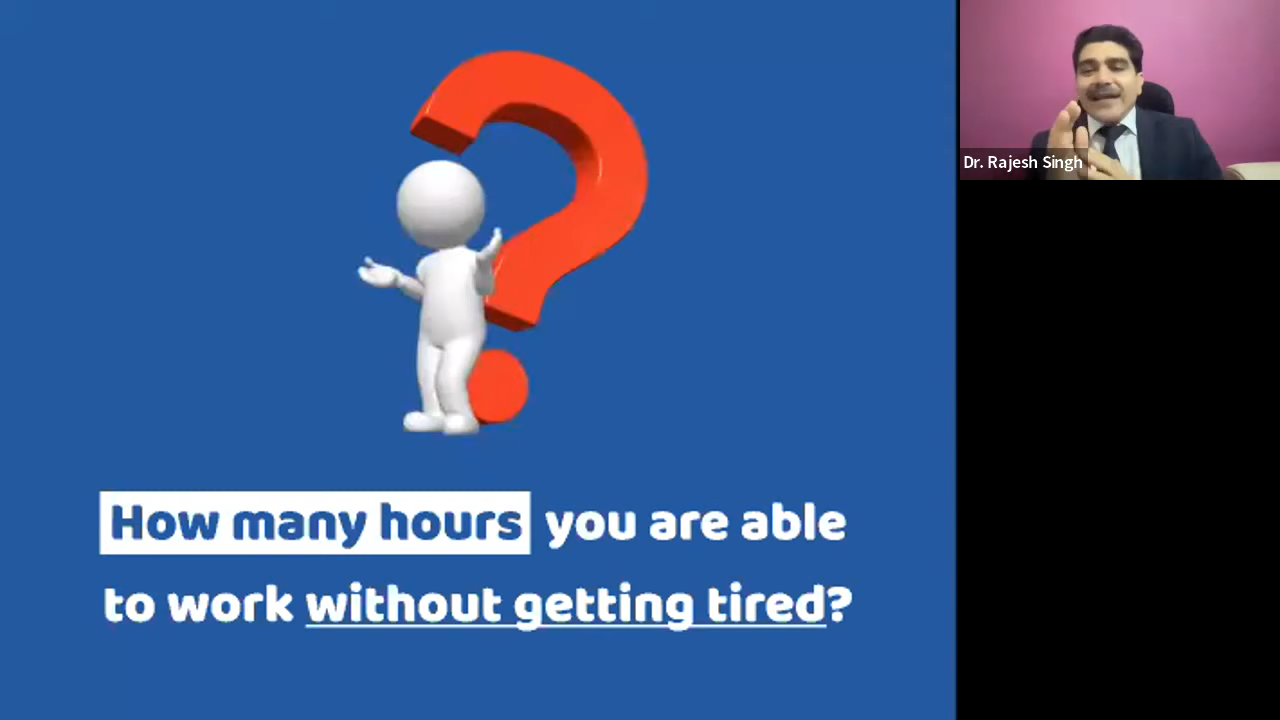 How many hours you are able
to work without getting tired?
Dr. Rajesh Singh